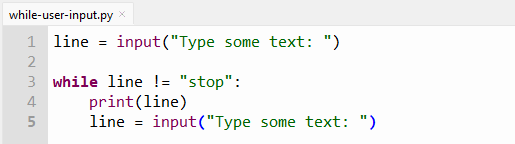 while-user-input.py ×
1 line = input("Type some text: ")
2
3 while line != "stop":
4     print(line)
5     line = input("Type some text: ")